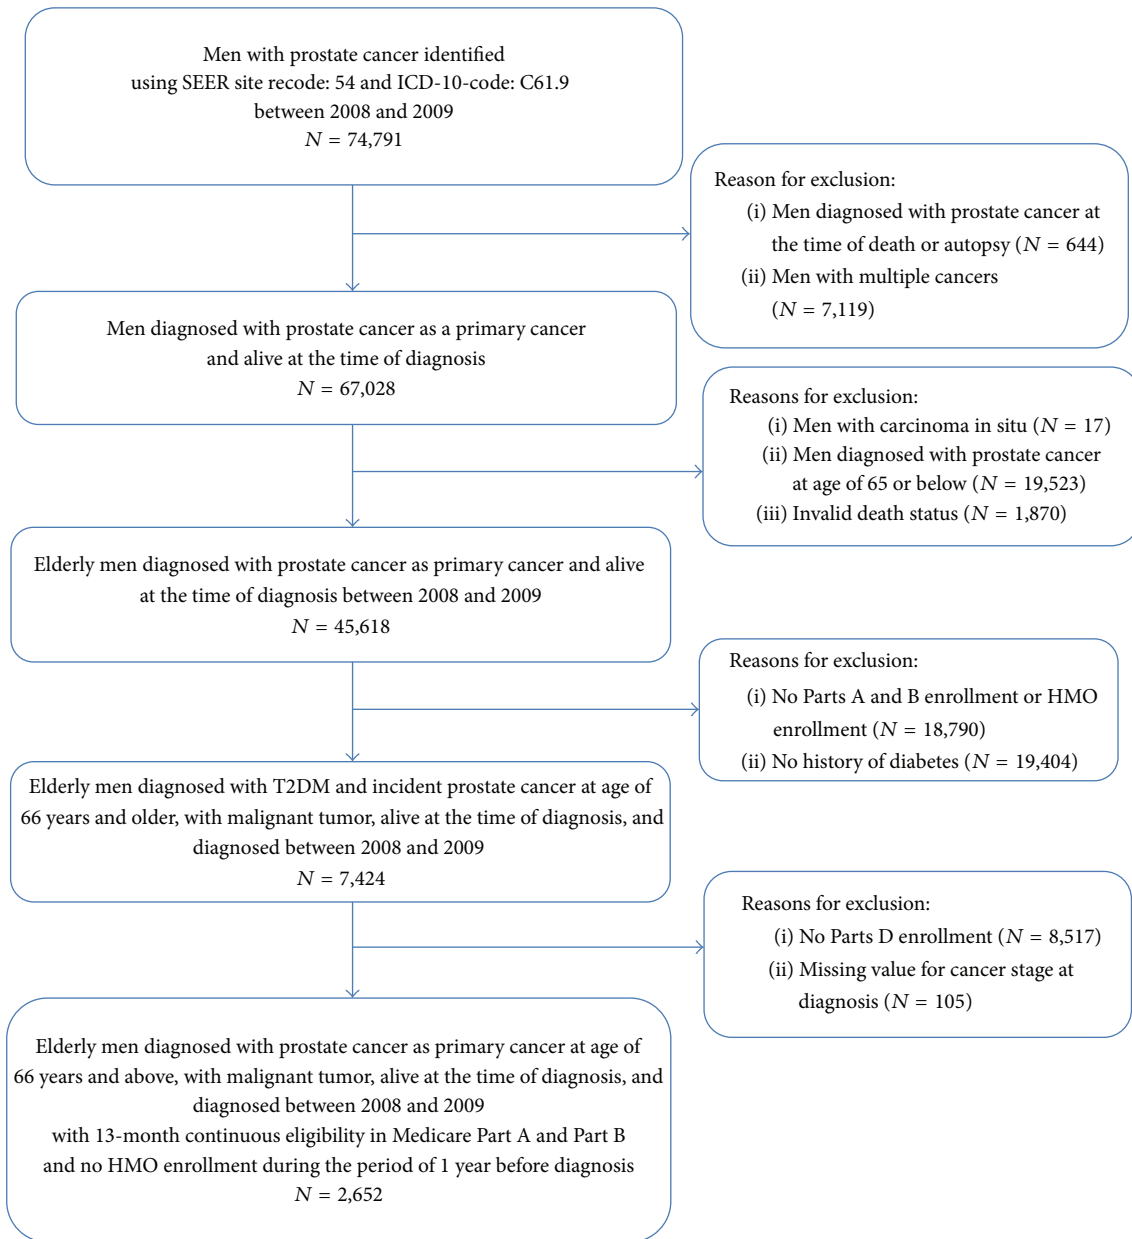 Men with prostate cancer identified
using SEER site recode: 54 and ICD-10-code: C61.9
between 2008 and 2009
N = 74,791
Reason for exclusion:
(i) Men diagnosed with prostate cancer at
the time of death or autopsy (N = 644)
(ii) Men with multiple cancers
(N = 7,119)
Men diagnosed with prostate cancer as a primary cancer
and alive at the time of diagnosis
N = 67,028
Reasons for exclusion:
(i) Men with carcinoma in situ (N = 17)
(ii) Men diagnosed with prostate cancer
at age of 65 or below (N = 19,523)
(iii) Invalid death status (N = 1,870)
Elderly men diagnosed with prostate cancer as primary cancer and alive
at the time of diagnosis between 2008 and 2009
N = 45,618
Reasons for exclusion:
(i) No Parts A and B enrollment or HMO
enrollment (N = 18,790)
(ii) No history of diabetes (N = 19,404)
Elderly men diagnosed with T2DM and incident prostate cancer at age of
66 years and older, with malignant tumor, alive at the time of diagnosis, and
diagnosed between 2008 and 2009
N = 7,424
Reasons for exclusion:
(i) No Parts D enrollment (N = 8,517)
(ii) Missing value for cancer stage at
diagnosis (N = 105)
Elderly men diagnosed with prostate cancer as primary cancer at age of
66 years and above, with malignant tumor, alive at the time of diagnosis, and
diagnosed between 2008 and 2009
with 13-month continuous eligibility in Medicare Part A and Part B
and no HMO enrollment during the period of 1 year before diagnosis
N = 2,652